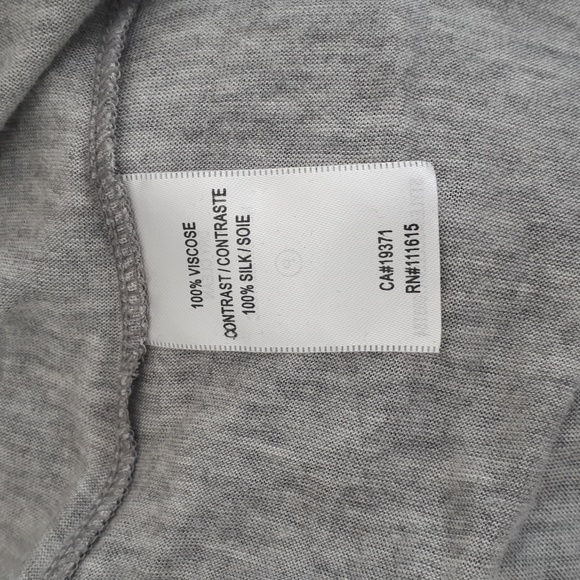 100% VISCOSE
CONTRAST / CONTRASTE
100% SILK / SOIE
CA#19371
RN#111615